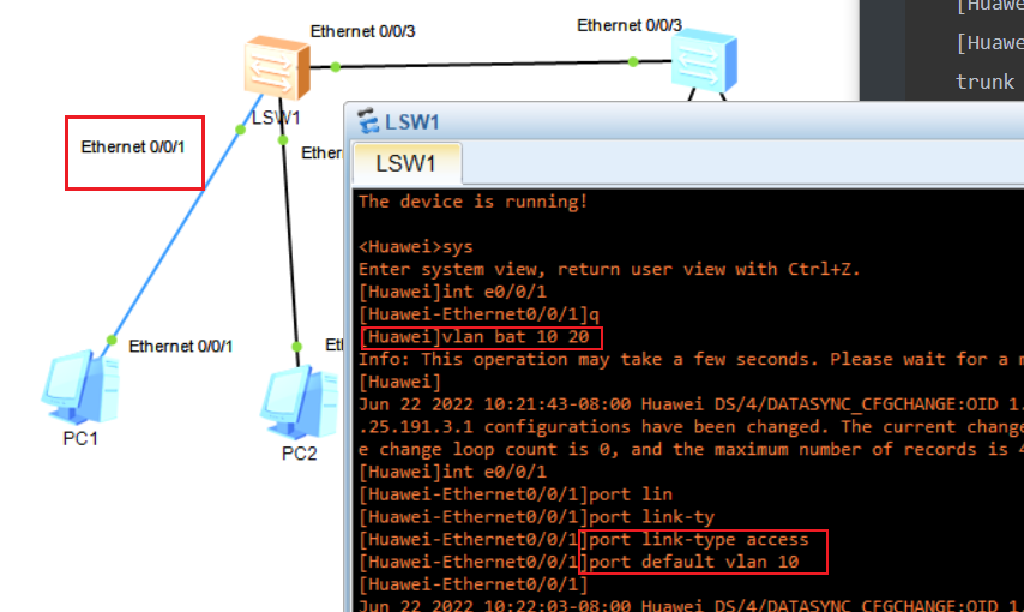 [Huawe
[Huawe
trunk
Ethernet 0/0/3
Ethernet 0/0/3
LSW1
Ethernet 0/0/1
Ether
Ethernet 0/0/1
Et
PC1
PC2
LSW1
LSW1
The device is running!
<Huawei>sys
Enter system view, return user view with Ctrl+Z.
[Huawei]int e0/0/1
[Huawei-Ethernet0/0/1]q
[Huawei]vlan bat 10 20
Info: This operation may take a few seconds. Please wait for a m
[Huawei]
Jun 22 2022 10:21:43-08:00 Huawei DS/4/DATASYNC_CFGCHANGE:OID 1.
.25.191.3.1 configurations have been changed. The current change
e change loop count is 0, and the maximum number of records is 4
[Huawei]int e0/0/1
[Huawei-Ethernet0/0/1]port lin
[Huawei-Ethernet0/0/1]port link-ty
[Huawei-Ethernet0/0/1]port link-type access
[Huawei-Ethernet0/0/1]port default vlan 10
[Huawei-Ethernet0/0/1]
Jun 22 2022 10:22:03-08:00 Huawei DS/4/DATASYNC_CFGCHANGE:OID 1.